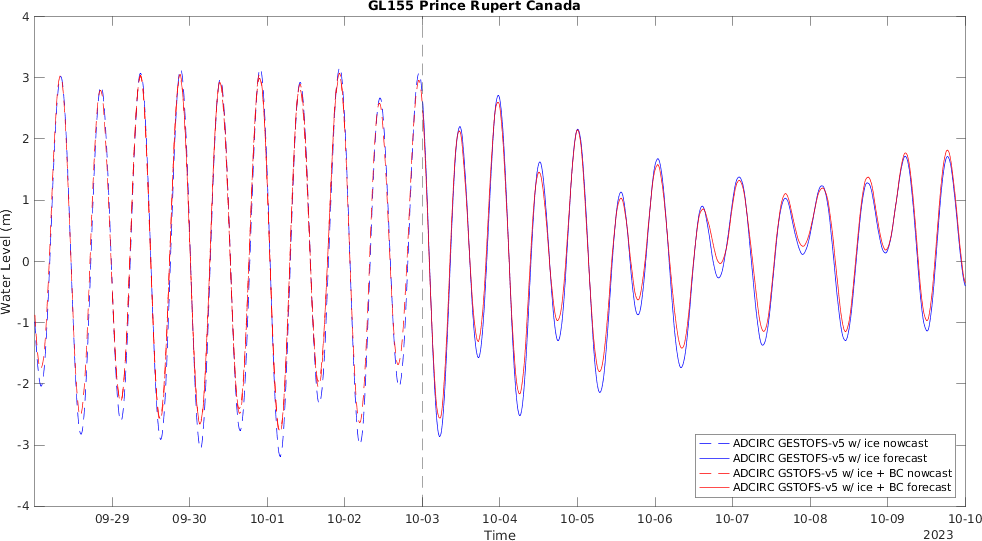 GL155 Prince Rupert Canada
4
3
2
1
0
-1
-2
-3
-4
Water Level (m)
ADCIRC GESTOFS-v5 w/ ice nowcast
ADCIRC GESTOFS-v5 w/ ice forecast
ADCIRC GSTOFS-v5 w/ ice + BC nowcast
ADCIRC GSTOFS-v5 w/ ice + BC forecast
09-29 09-30 10-01 10-02 10-03 10-04 10-05 10-06 10-07 10-08 10-09 10-10
Time
2023